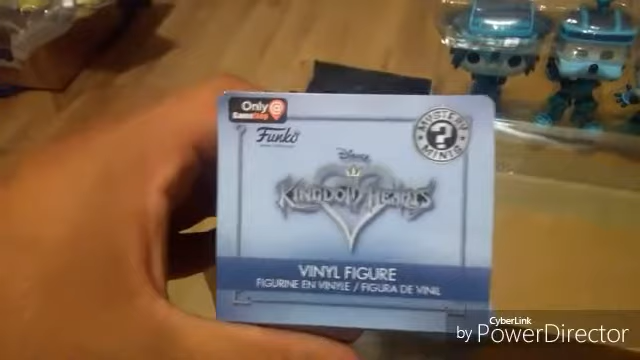 Only @
GameStop
Funko
MYSTERY
?
MINIS
Disney
KINGDOM HEARTS
VINYL FIGURE
FIGURINE EN VINYLE / FIGURA DE VINIL
CyberLink
by PowerDirector